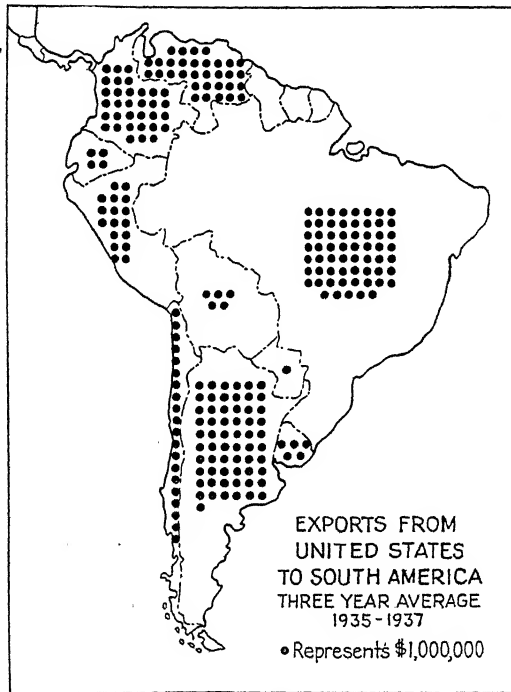 EXPORTS FROM
UNITED STATES
TO SOUTH AMERICA
THREE YEAR AVERAGE
1935-1937
Represents $1,000,000